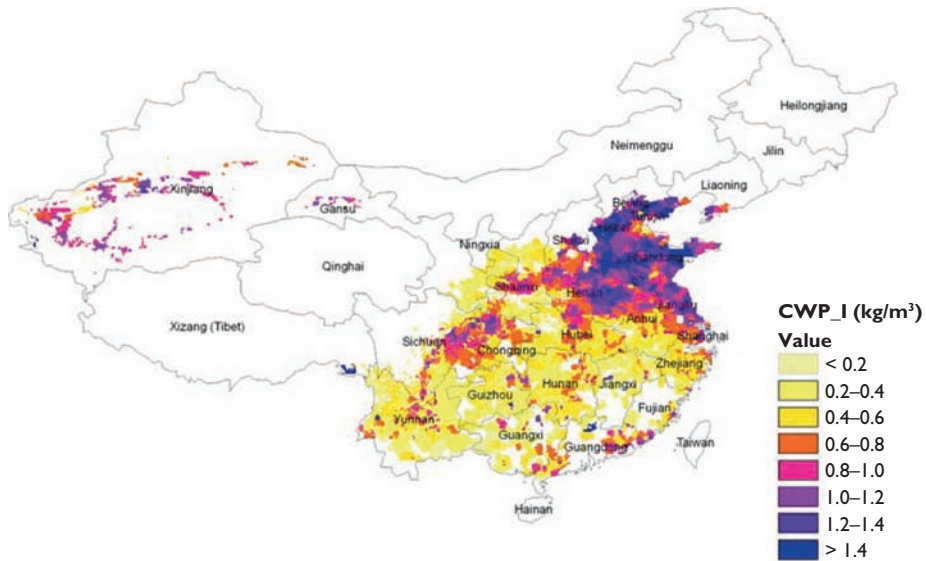 Heilongjiang
Neimenggu
Jilin
Liaoning
Xinjiang
Gansu
Ningxia
Qinghai
Shaanxi
Henan
Shandong
Xizang (Tibet)
Anhui
Hubei
Shanghai
Sichuan
Chongqing
Zhejiang
Guizhou
Hunan
Jiangxi
Fujian
Yunnan
Guangxi
Guangdong
Taiwan
Hainan
CWP_I (kg/m³)
Value
< 0.2
0.2–0.4
0.4–0.6
0.6–0.8
0.8–1.0
1.0–1.2
1.2–1.4
> 1.4